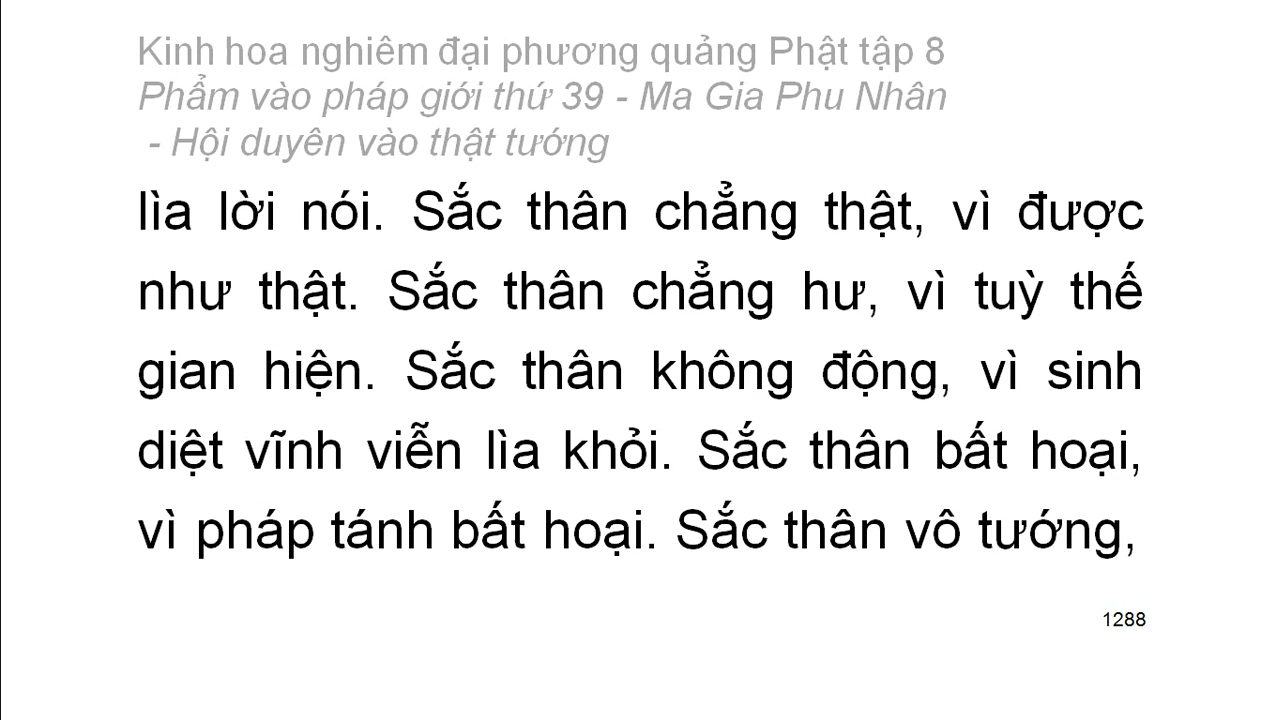 Kinh hoa nghiêm đại phương quảng Phật tập 8
Phẩm vào pháp giới thứ 39 - Ma Gia Phu Nhân
- Hội duyên vào thật tướng
lìa lời nói. Sắc thân chẳng thật, vì được
như thật. Sắc thân chẳng hư, vì tuỳ thế
gian hiện. Sắc thân không động, vì sinh
diệt vĩnh viễn lìa khỏi. Sắc thân bất hoại,
vì pháp tánh bất hoại. Sắc thân vô tướng,
1288